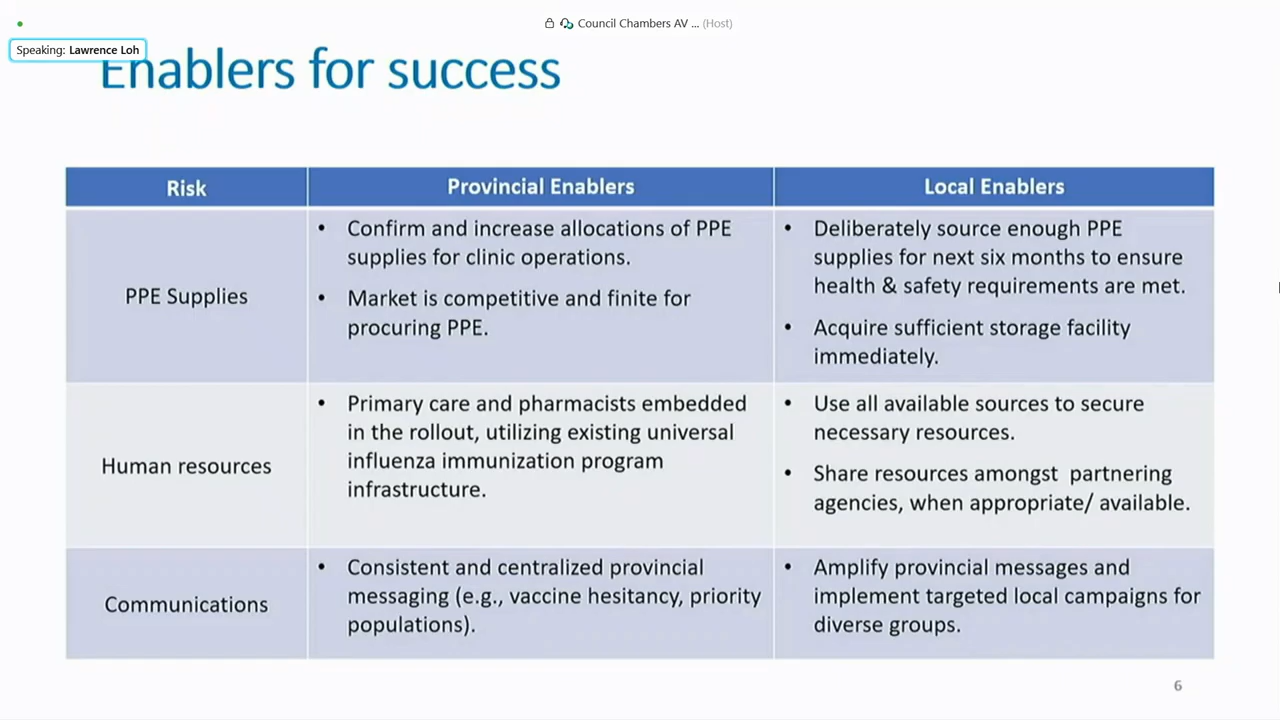 Council Chambers AV ... (Host)
Speaking: Lawrence Loh
Enablers for success
Risk
Provincial Enablers
Local Enablers
PPE Supplies
• Confirm and increase allocations of PPE
supplies for clinic operations.
• Market is competitive and finite for
procuring PPE.
• Deliberately source enough PPE
supplies for next six months to ensure
health & safety requirements are met.
• Acquire sufficient storage facility
immediately.
Human resources
• Primary care and pharmacists embedded
in the rollout, utilizing existing universal
influenza immunization program
infrastructure.
• Use all available sources to secure
necessary resources.
• Share resources amongst partnering
agencies, when appropriate/ available.
Communications
• Consistent and centralized provincial
messaging (e.g., vaccine hesitancy, priority
populations).
• Amplify provincial messages and
implement targeted local campaigns for
diverse groups.
6